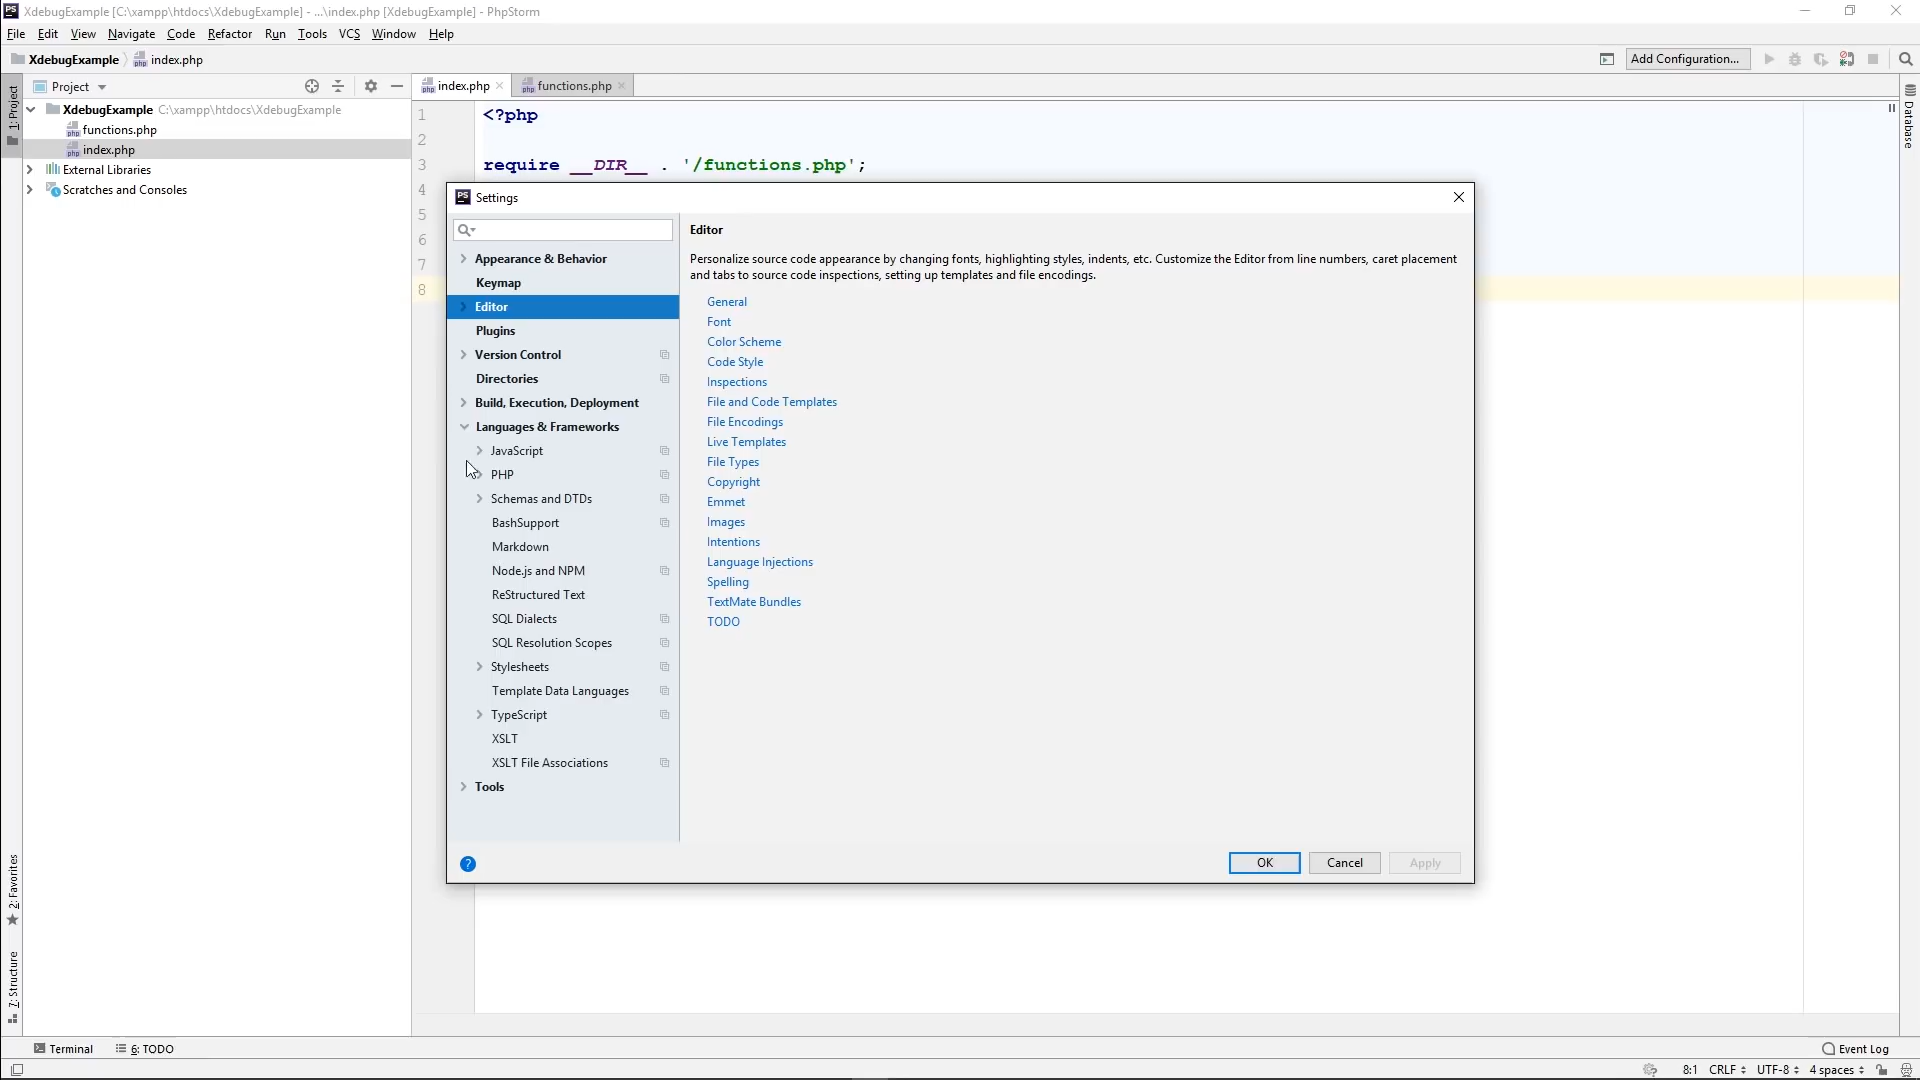 PS XdebugExample [C:\xampp\htdocs\XdebugExample] - ...\index.php [XdebugExample] - PhpStorm
File Edit View Navigate Code Refactor Run Tools VCS Window Help
XdebugExample index.php Add Configuration...
1: Project
Project
XdebugExample C:\xampp\htdocs\XdebugExample
functions.php
index.php
External Libraries
Scratches and Consoles
index.php functions.php
Database
1 <?php
2
3 require __DIR__ . '/functions.php';
4
5
6
7
8
PS Settings
Appearance & Behavior
Keymap
Editor
Plugins
Version Control
Directories
Build, Execution, Deployment
Languages & Frameworks
JavaScript
PHP
Schemas and DTDs
BashSupport
Markdown
Node.js and NPM
ReStructured Text
SQL Dialects
SQL Resolution Scopes
Stylesheets
Template Data Languages
TypeScript
XSLT
XSLT File Associations
Tools
Editor
Personalize source code appearance by changing fonts, highlighting styles, indents, etc. Customize the Editor from line numbers, caret placement
and tabs to source code inspections, setting up templates and file encodings.
General
Font
Color Scheme
Code Style
Inspections
File and Code Templates
File Encodings
Live Templates
File Types
Copyright
Emmet
Images
Intentions
Language Injections
Spelling
TextMate Bundles
TODO
? OK Cancel Apply
2: Favorites
7: Structure
Terminal 6: TODO Event Log
8:1 CRLF UTF-8 4 spaces